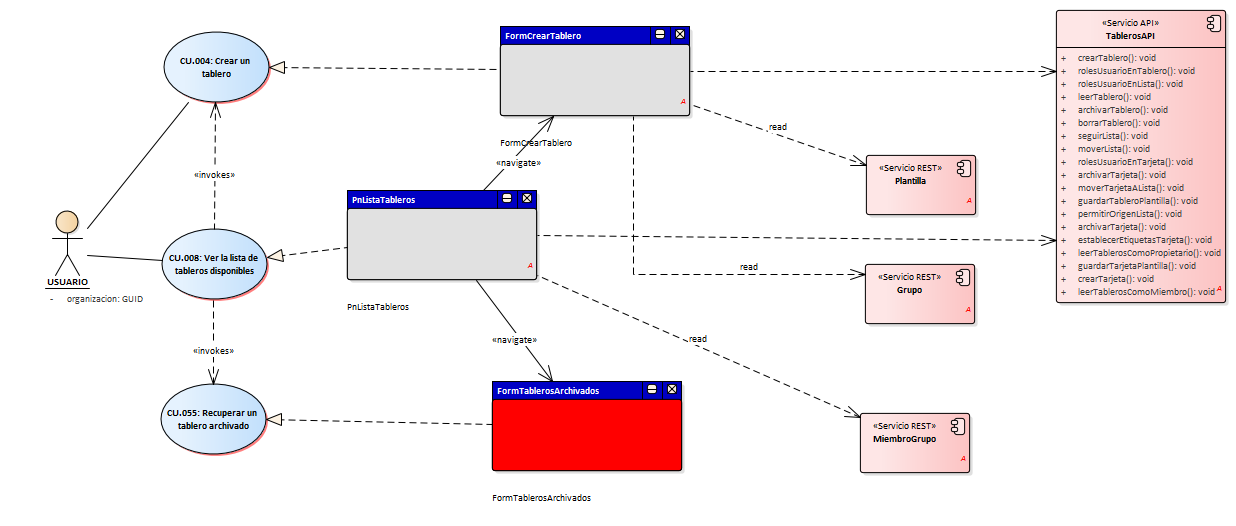 «Servicio API»
TablerosAPI
+ crearTablero(): void
+ rolesUsuarioEnTablero(): void
+ rolesUsuarioEnLista(): void
+ leerTablero(): void
+ archivarTablero(): void
+ borrarTablero(): void
+ seguirLista(): void
+ moverLista(): void
+ rolesUsuarioEnTarjeta(): void
+ archivarTarjeta(): void
+ moverTarjetaALista(): void
+ guardarTableroPlantilla(): void
+ permitirOrigenLista(): void
+ archivarTarjeta(): void
+ establecerEtiquetasTarjeta(): void
+ leerTablerosComoPropietario(): void
+ guardarTarjetaPlantilla(): void
+ crearTarjeta(): void
+ leerTablerosComoMiembro(): void
A
FormCrearTablero
A
FormCrearTablero
CU.004: Crear un
tablero
read
«Servicio REST»
Plantilla
A
«navigate»
«invokes»
PnListaTableros
A
PnListaTableros
USUARIO
- organizacion: GUID
CU.008: Ver la lista de
tableros disponibles
read
«Servicio REST»
Grupo
A
«invokes»
«navigate»
read
CU.055: Recuperar un
tablero archivado
FormTablerosArchivados
FormTablerosArchivados
«Servicio REST»
MiembroGrupo
A